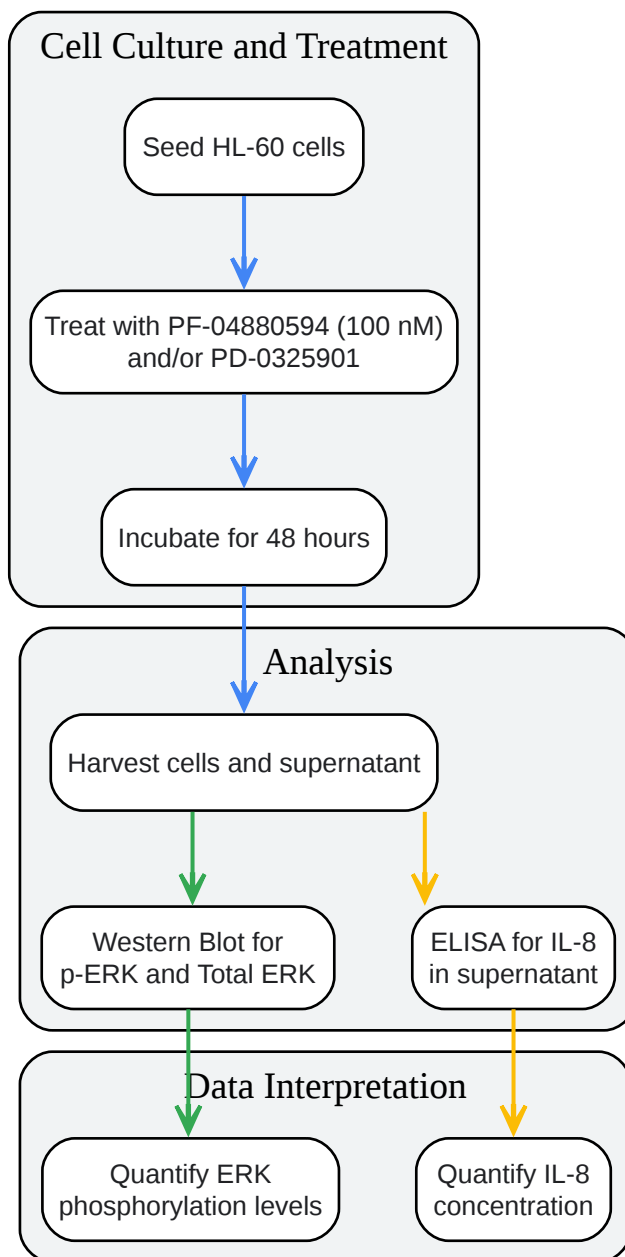 Cell Culture and Treatment
Seed HL-60 cells
Treat with PF-04880594 (100 nM)
and/or PD-0325901
Incubate for 48 hours
Analysis
Harvest cells and supernatant
Western Blot for
p-ERK and Total ERK
ELISA for IL-8
in supernatant
Data Interpretation
Quantify ERK
phosphorylation levels
Quantify IL-8
concentration